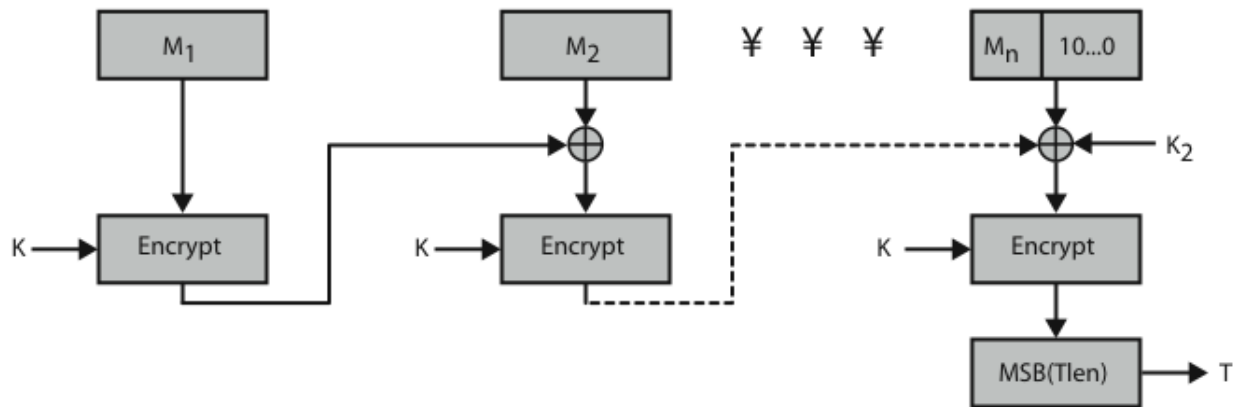 M1 M2 ¥ ¥ ¥ Mn 10...0
K2
K Encrypt K Encrypt K Encrypt
MSB(Tlen) T